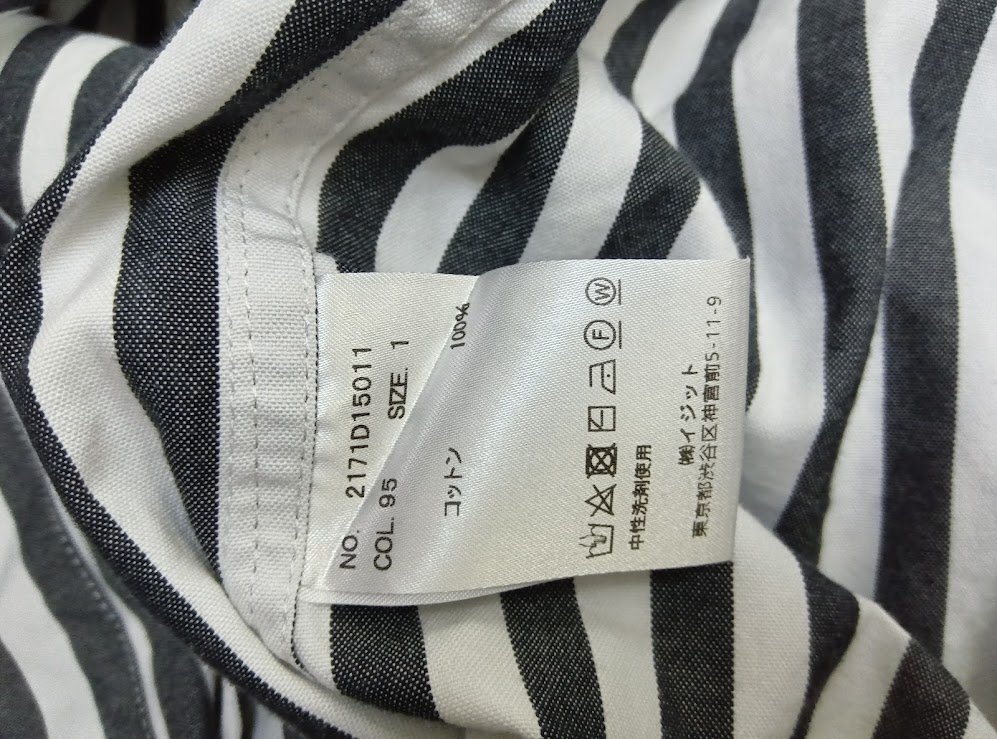 NO. 2171D15011
COL. 95 SIZE. 1
コットン 100%
F W
中性洗剤使用
㈱イジット
東京都渋谷区神宮前5-11-9